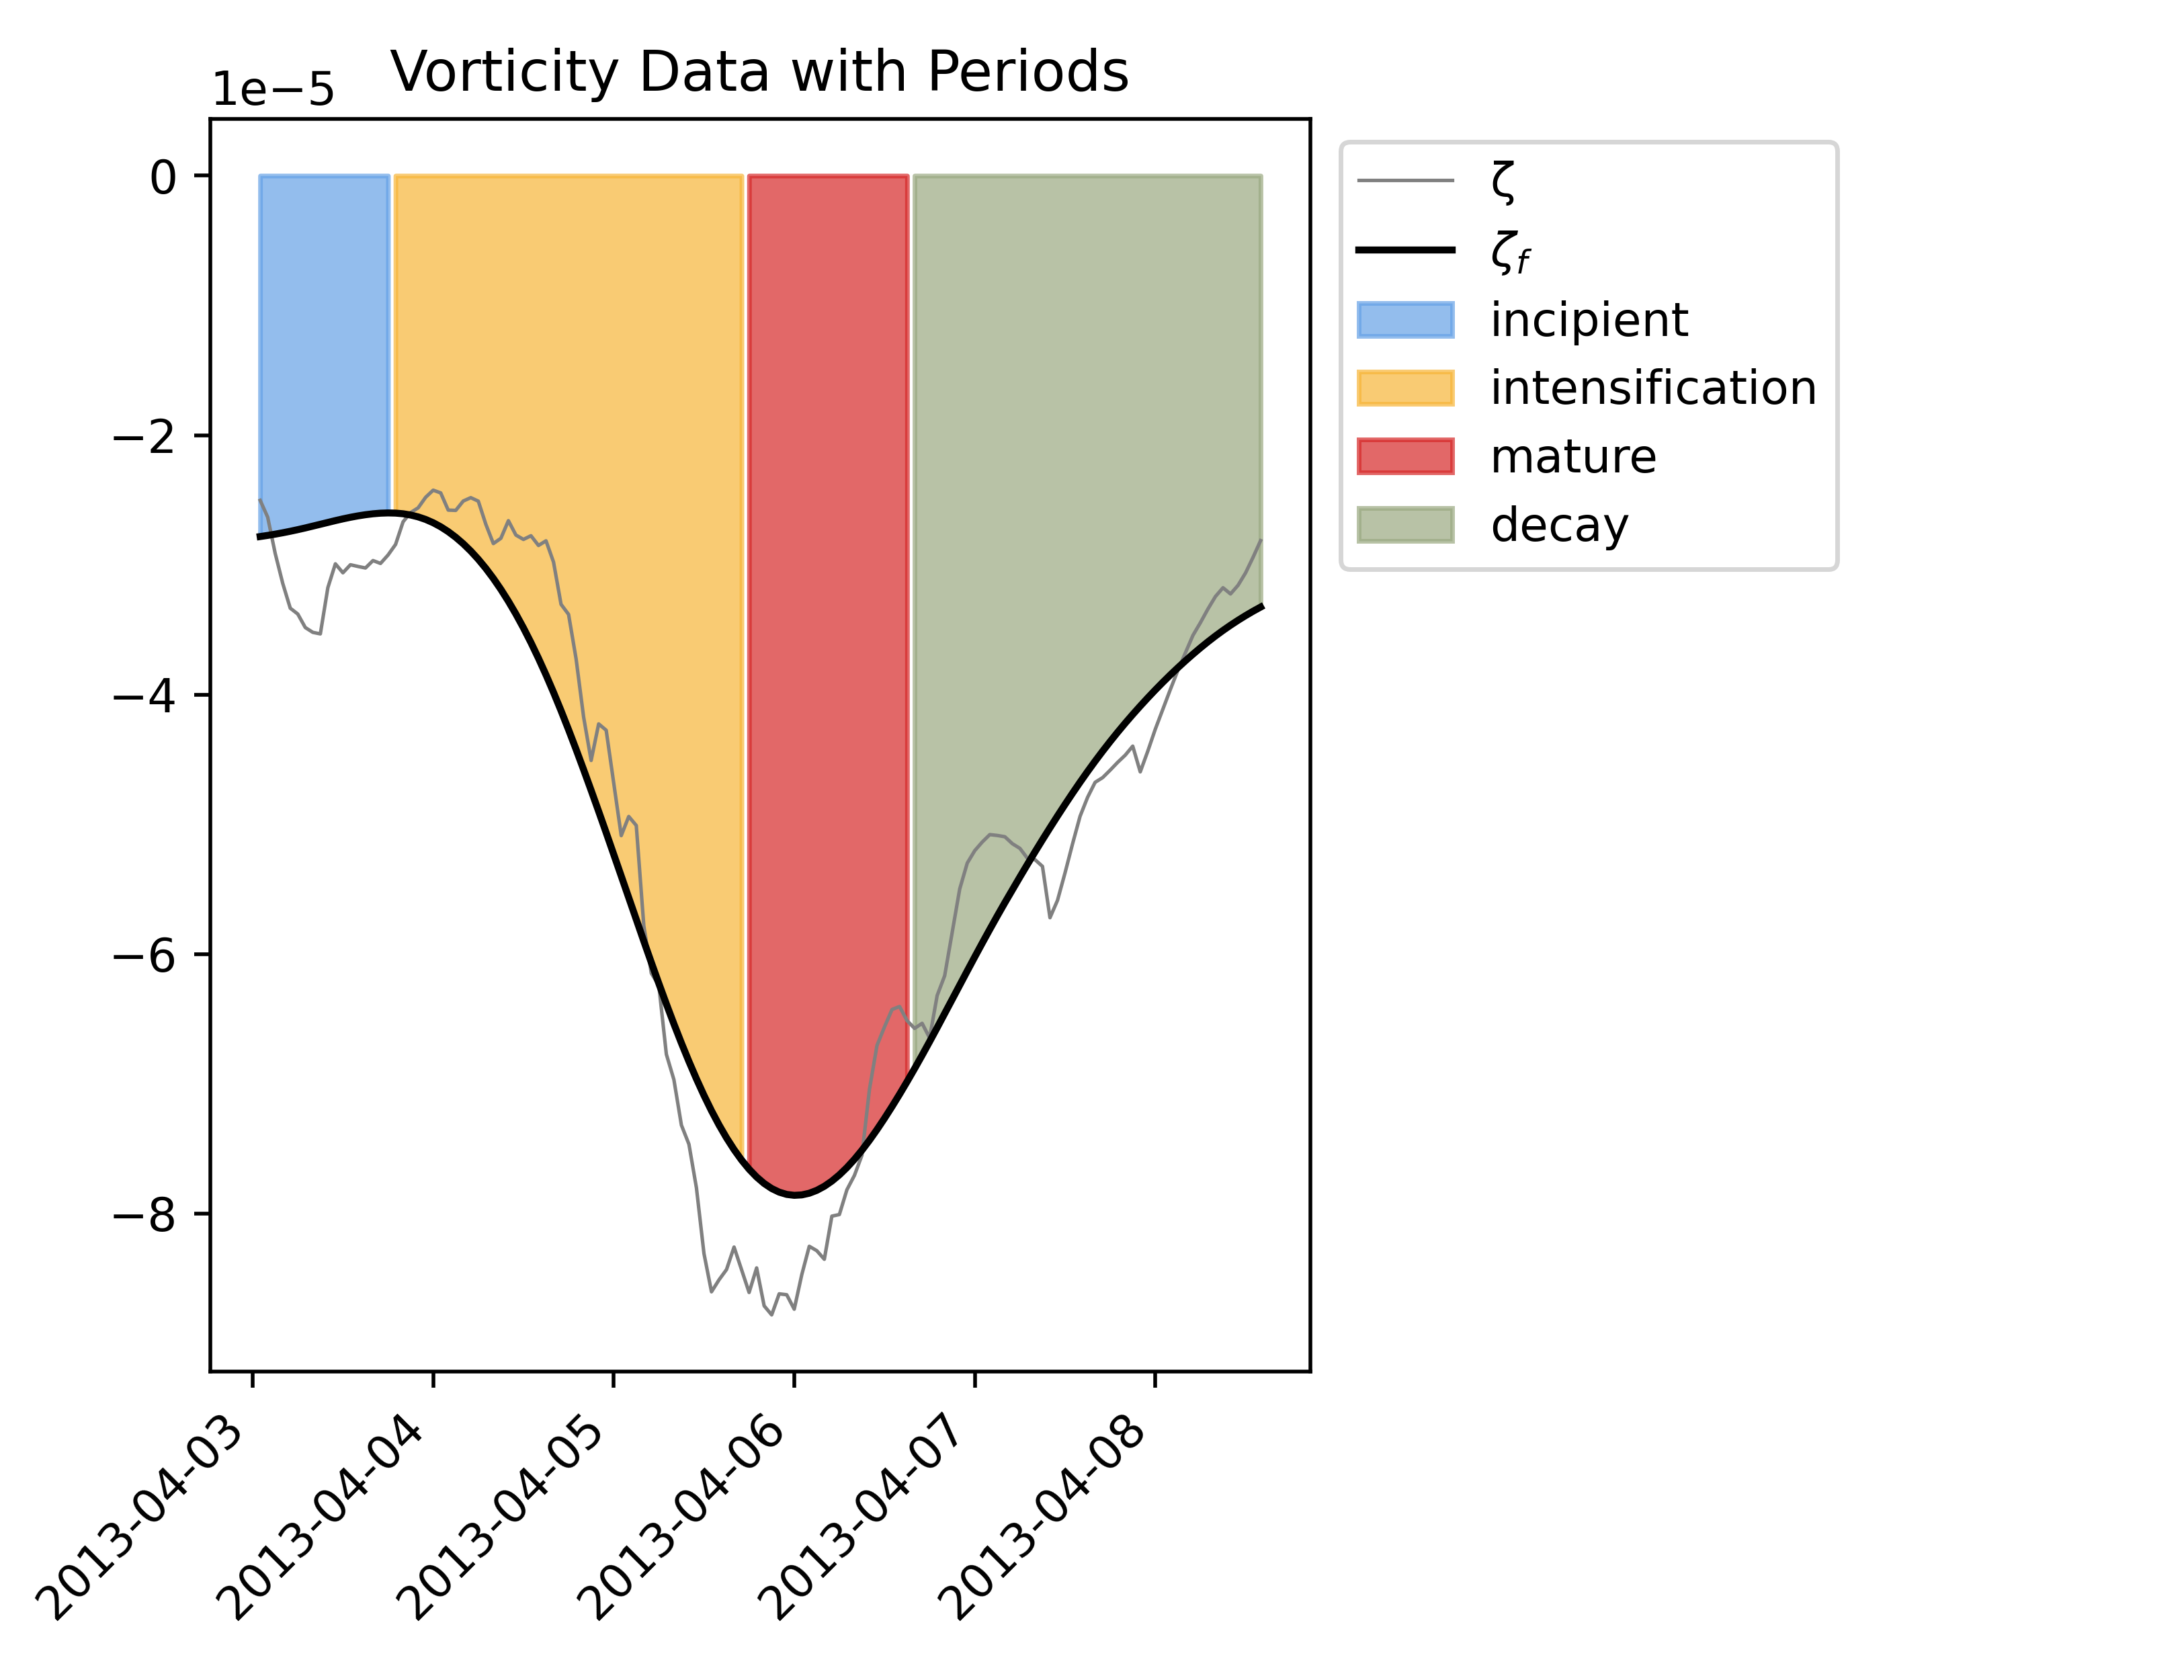 Vorticity Data with Periods
1e−5
0
−2
−4
−6
−8
2013-04-03
2013-04-04
2013-04-05
2013-04-06
2013-04-07
2013-04-08
ζ
ζf
incipient
intensification
mature
decay